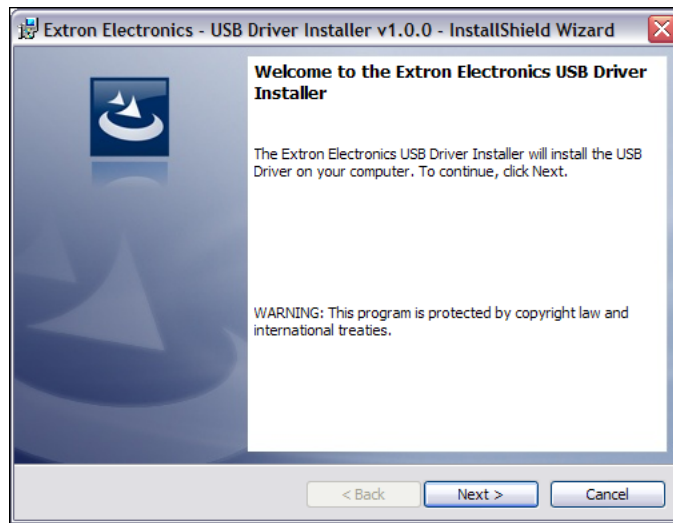 Extron Electronics - USB Driver Installer v1.0.0 - InstallShield Wizard
Welcome to the Extron Electronics USB Driver
Installer
The Extron Electronics USB Driver Installer will install the USB
Driver on your computer. To continue, click Next.
WARNING: This program is protected by copyright law and
international treaties.
< Back
Next >
Cancel